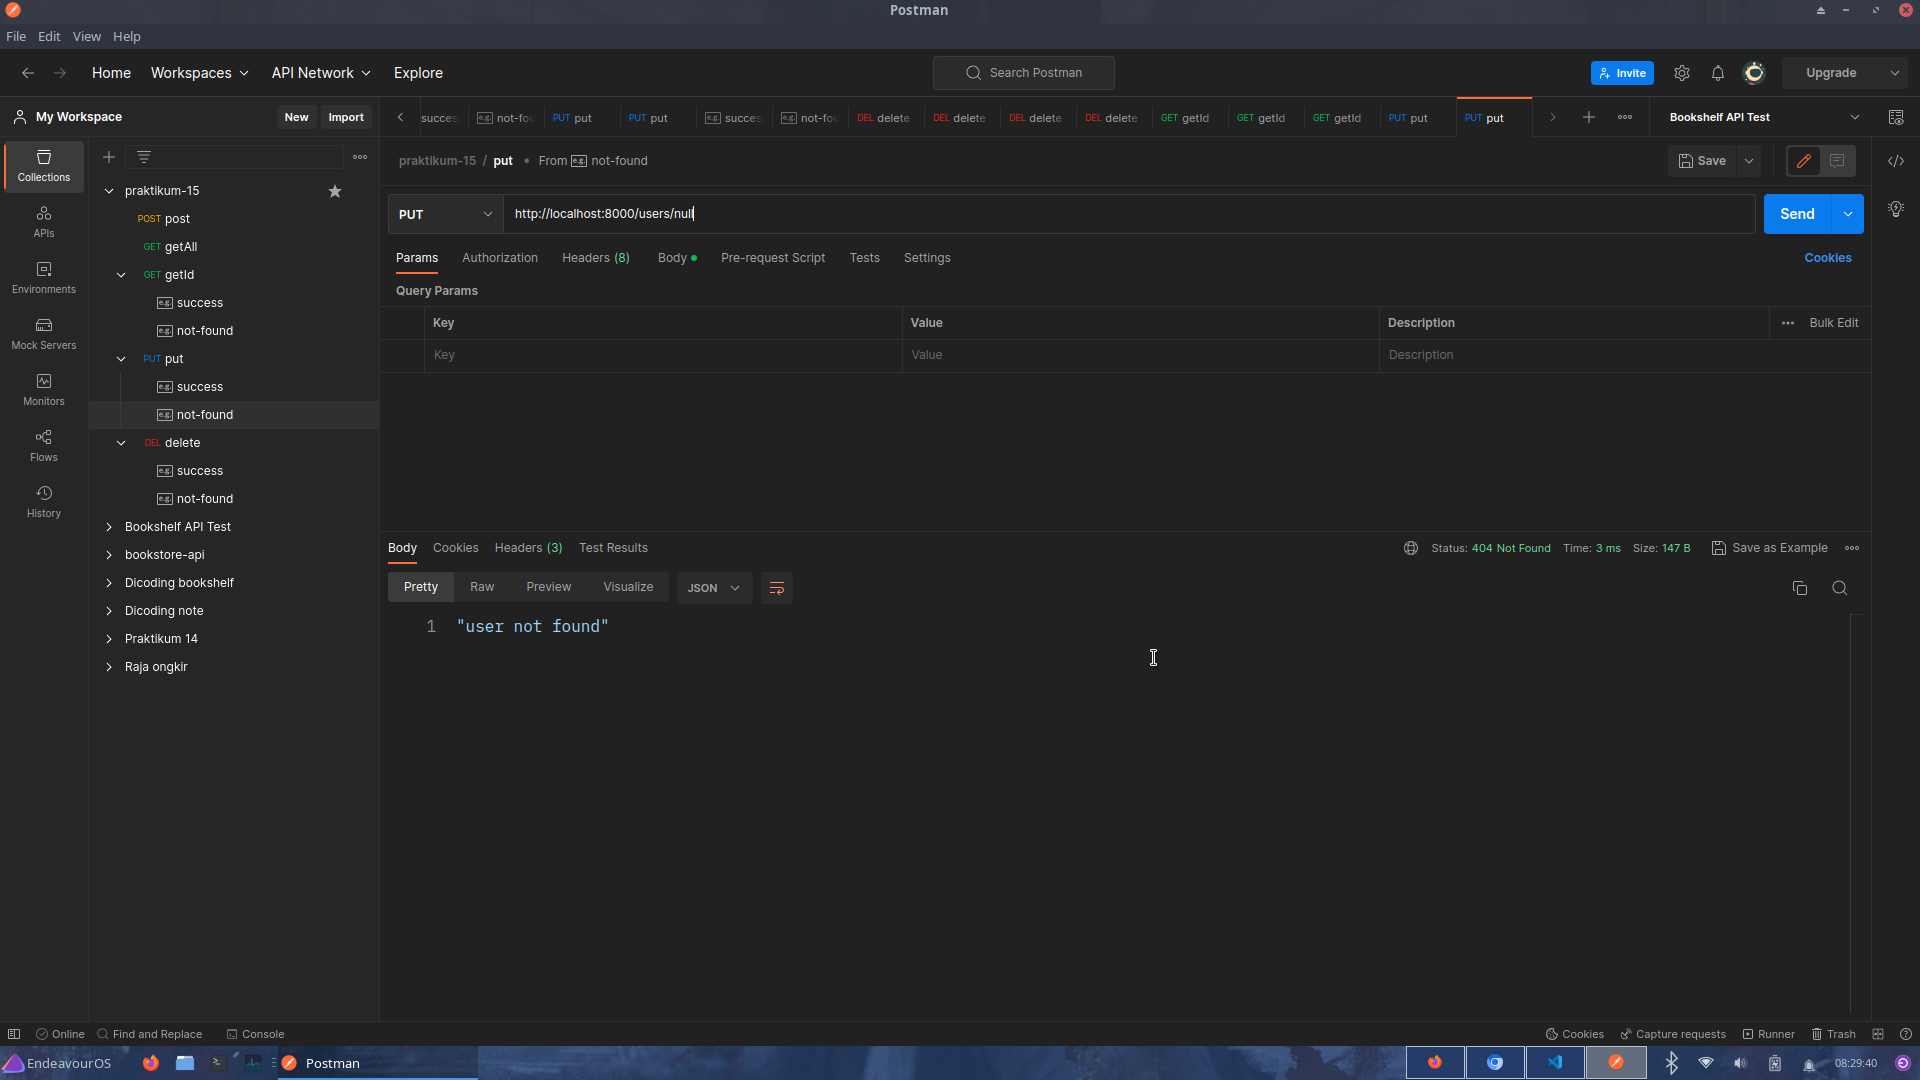 Postman
File Edit View Help
Home Workspaces API Network Explore Search Postman Invite Upgrade
My Workspace New Import
succes e.g. not-fou PUT put PUT put e.g. succes e.g. not-fou DEL delete DEL delete DEL delete DEL delete GET getId GET getId GET getId PUT put PUT put Bookshelf API Test
Collections
APIs
Environments
Mock Servers
Monitors
Flows
History
praktikum-15
POST post
GET getAll
GET getId
e.g. success
e.g. not-found
PUT put
e.g. success
e.g. not-found
DEL delete
e.g. success
e.g. not-found
Bookshelf API Test
bookstore-api
Dicoding bookshelf
Dicoding note
Praktikum 14
Raja ongkir
praktikum-15 / put From e.g. not-found Save
PUT http://localhost:8000/users/null Send
Params Authorization Headers (8) Body Pre-request Script Tests Settings Cookies
Query Params
Key Value Description Bulk Edit
Key Value Description
Body Cookies Headers (3) Test Results Status: 404 Not Found Time: 3 ms Size: 147 B Save as Example
Pretty Raw Preview Visualize JSON
1 "user not found"
Online Find and Replace Console Cookies Capture requests Runner Trash
EndeavourOS Postman 08:29:40